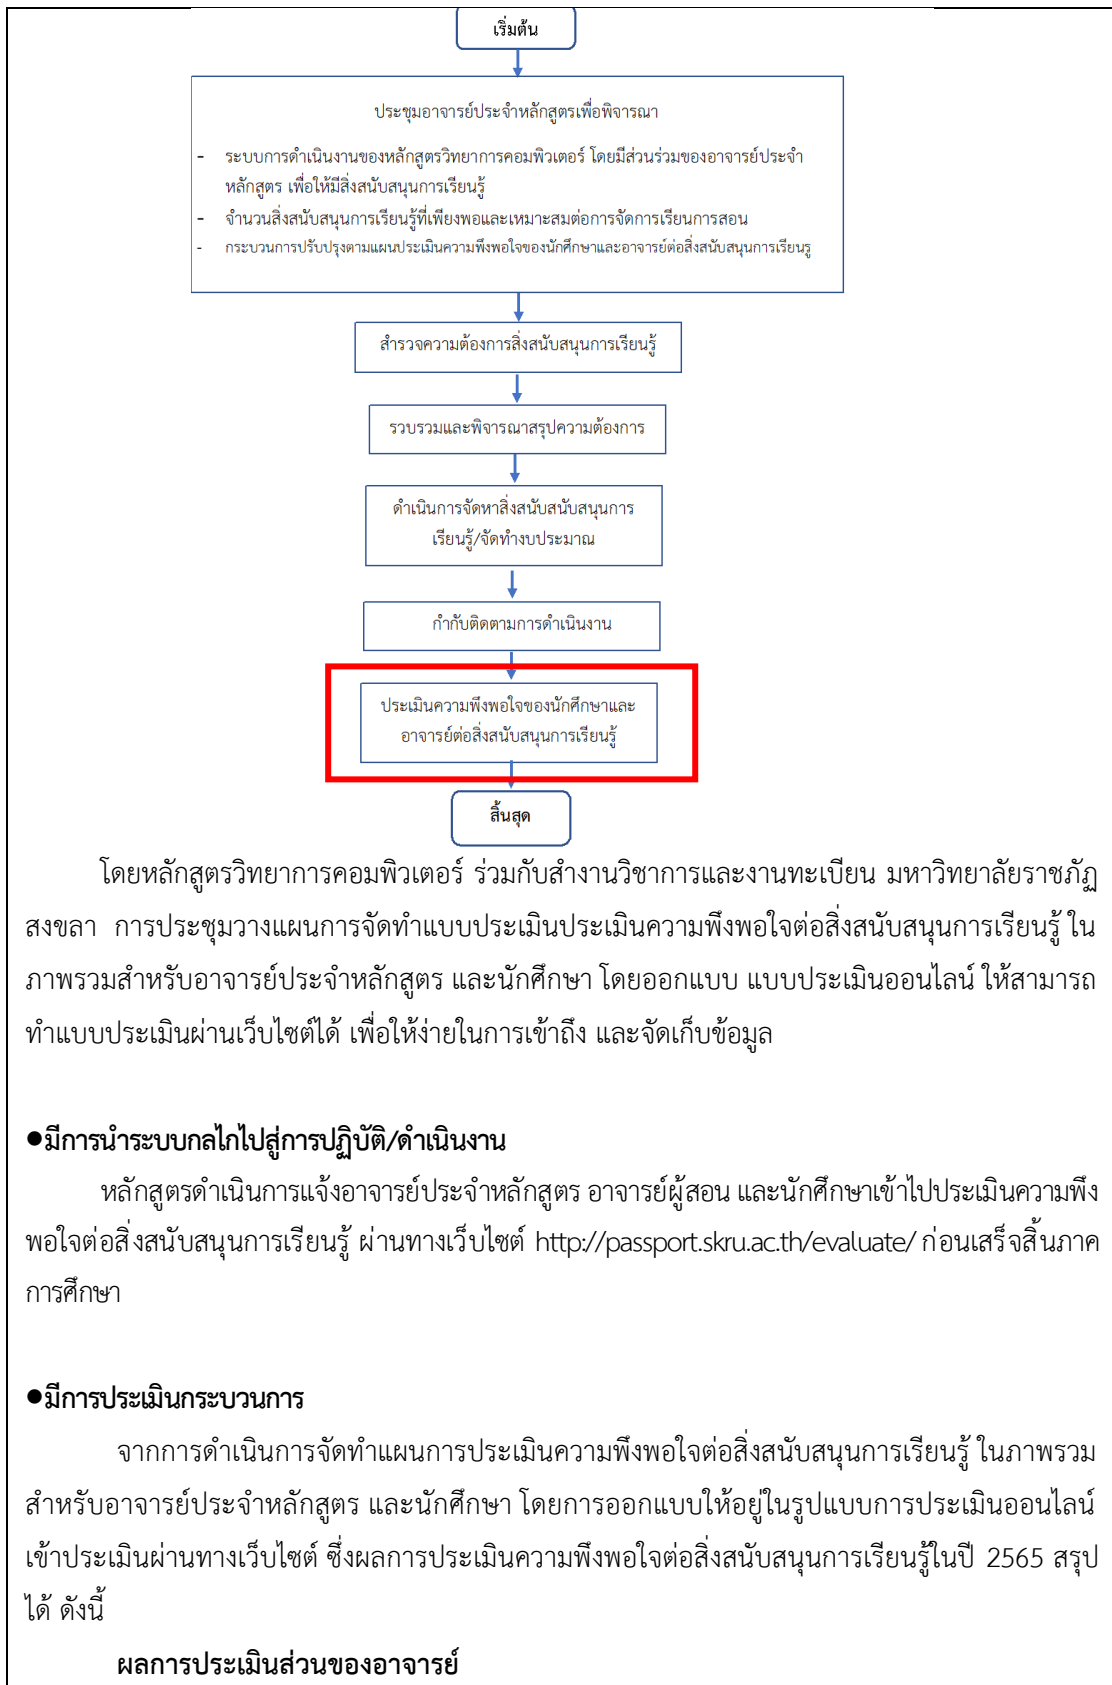 เริ่มต้น
ประชุมอาจารย์ประจำหลักสูตรเพื่อพิจารณา
- ระบบการดำเนินงานของหลักสูตรวิทยาการคอมพิวเตอร์ โดยมีส่วนร่วมของอาจารย์ประจำ
หลักสูตร เพื่อให้มีสิ่งสนับสนุนการเรียนรู้
- จำนวนสิ่งสนับสนุนการเรียนรู้ที่เพียงพอและเหมาะสมต่อการจัดการเรียนการสอน
- กระบวนการปรับปรุงตามแผนประเมินความพึงพอใจของนักศึกษาและอาจารย์ต่อสิ่งสนับสนุนการเรียนรู
สำรวจความต้องการสิ่งสนับสนุนการเรียนรู้
รวบรวมและพิจารณาสรุปความต้องการ
ดำเนินการจัดหาสิ่งสนับสนับสนุนการ
เรียนรู้/จัดทำงบประมาณ
กำกับติดตามการดำเนินงาน
ประเมินความพึงพอใจของนักศึกษาและ
อาจารย์ต่อสิ่งสนับสนุนการเรียนรู้
สิ้นสุด
โดยหลักสูตรวิทยาการคอมพิวเตอร์ ร่วมกับสำงานวิชาการและงานทะเบียน มหาวิทยาลัยราชภัฏ
สงขลา การประชุมวางแผนการจัดทำแบบประเมินประเมินความพึงพอใจต่อสิ่งสนับสนุนการเรียนรู้ ใน
ภาพรวมสำหรับอาจารย์ประจำหลักสูตร และนักศึกษา โดยออกแบบ แบบประเมินออนไลน์ ให้สามารถ
ทำแบบประเมินผ่านเว็บไซต์ได้ เพื่อให้ง่ายในการเข้าถึง และจัดเก็บข้อมูล
●มีการนำระบบกลไกไปสู่การปฏิบัติ/ดำเนินงาน
หลักสูตรดำเนินการแจ้งอาจารย์ประจำหลักสูตร อาจารย์ผู้สอน และนักศึกษาเข้าไปประเมินความพึง
พอใจต่อสิ่งสนับสนุนการเรียนรู้ ผ่านทางเว็บไซต์ http://passport.skru.ac.th/evaluate/ ก่อนเสร็จสิ้นภาค
การศึกษา
●มีการประเมินกระบวนการ
จากการดำเนินการจัดทำแผนการประเมินความพึงพอใจต่อสิ่งสนับสนุนการเรียนรู้ ในภาพรวม
สำหรับอาจารย์ประจำหลักสูตร และนักศึกษา โดยการออกแบบให้อยู่ในรูปแบบการประเมินออนไลน์
เข้าประเมินผ่านทางเว็บไซต์ ซึ่งผลการประเมินความพึงพอใจต่อสิ่งสนับสนุนการเรียนรู้ในปี 2565 สรุป
ได้ ดังนี้
ผลการประเมินส่วนของอาจารย์